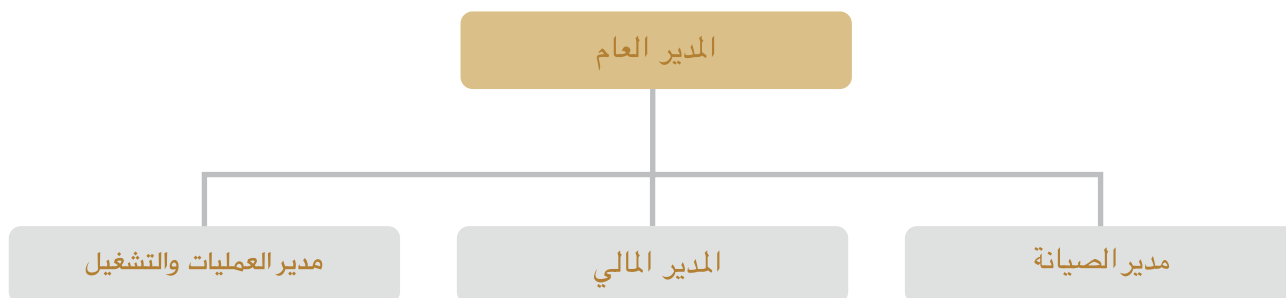 المدير العام
مدير الصيانة
المدير المالي
مدير العمليات والتشغيل